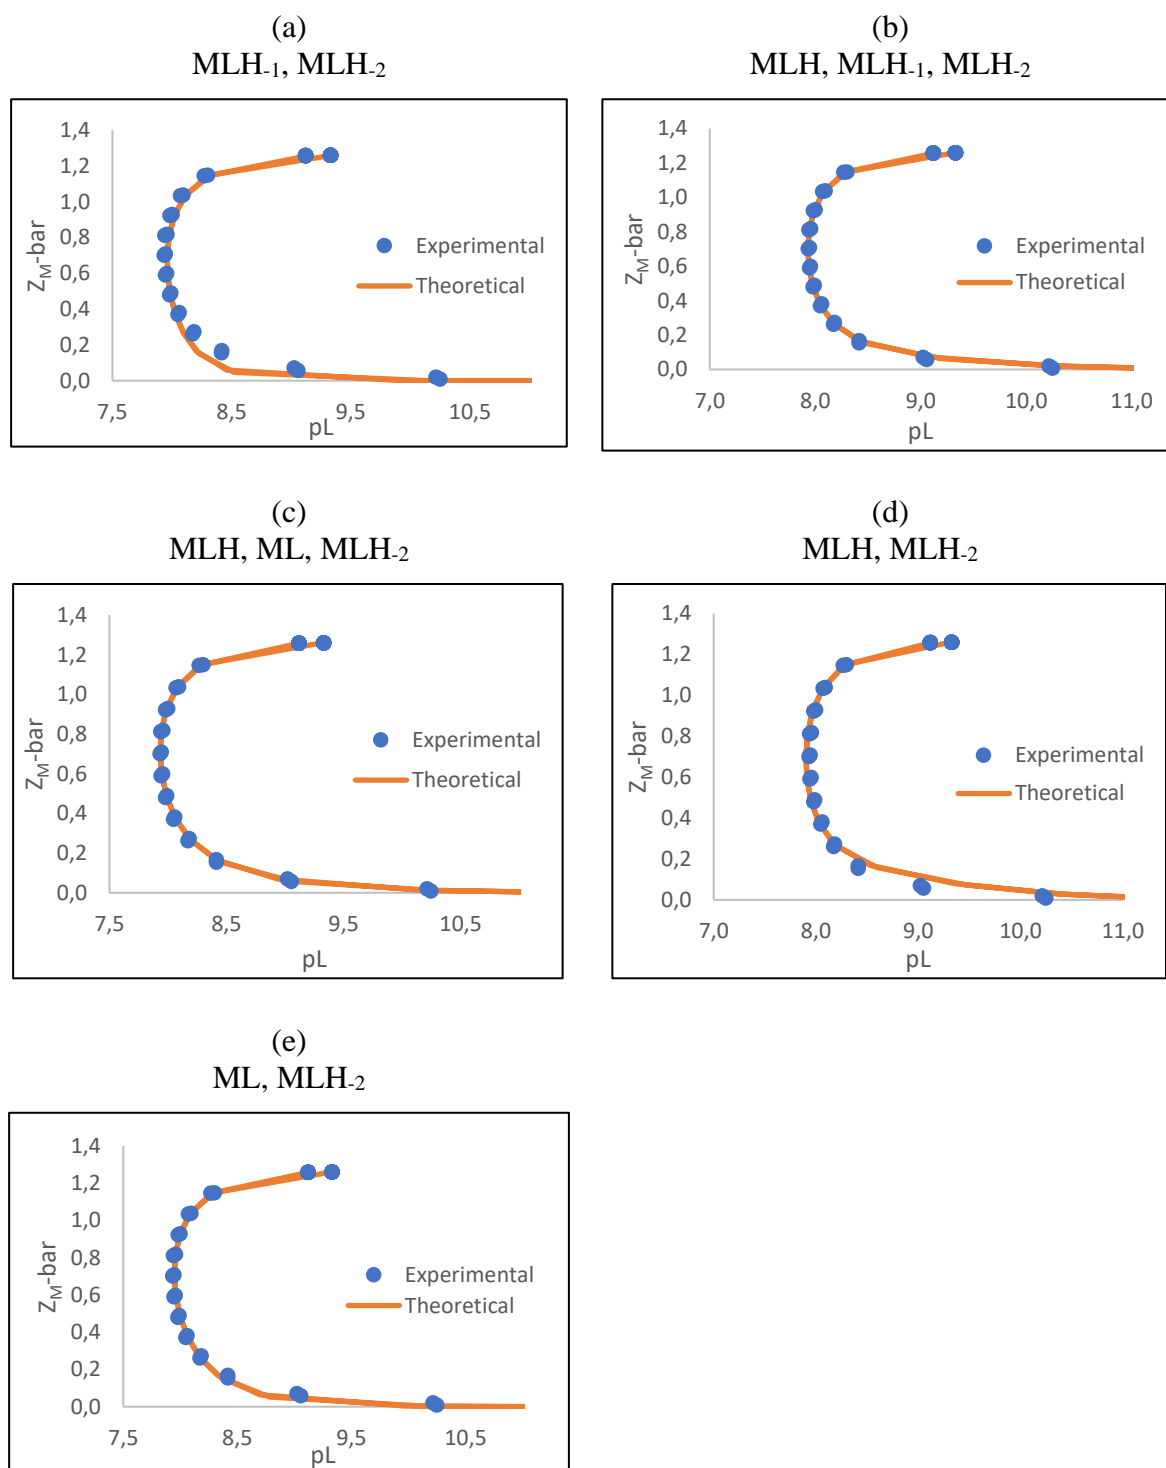 (a)
MLH-1, MLH-2
1,4
1,2
1,0
0,8
0,6
0,4
0,2
0,0
ZM-bar
Experimental
Theoretical
7,5 8,5 9,5 10,5
pL
(b)
MLH, MLH-1, MLH-2
1,4
1,2
1,0
0,8
0,6
0,4
0,2
0,0
ZM-bar
Experimental
Theoretical
7,0 8,0 9,0 10,0 11,0
pL
(c)
MLH, ML, MLH-2
1,4
1,2
1,0
0,8
0,6
0,4
0,2
0,0
ZM-bar
Experimental
Theoretical
7,5 8,5 9,5 10,5
pL
(d)
MLH, MLH-2
1,4
1,2
1,0
0,8
0,6
0,4
0,2
0,0
ZM-bar
Experimental
Theoretical
7,0 8,0 9,0 10,0 11,0
pL
(e)
ML, MLH-2
1,4
1,2
1,0
0,8
0,6
0,4
0,2
0,0
ZM-bar
Experimental
Theoretical
7,5 8,5 9,5 10,5
pL